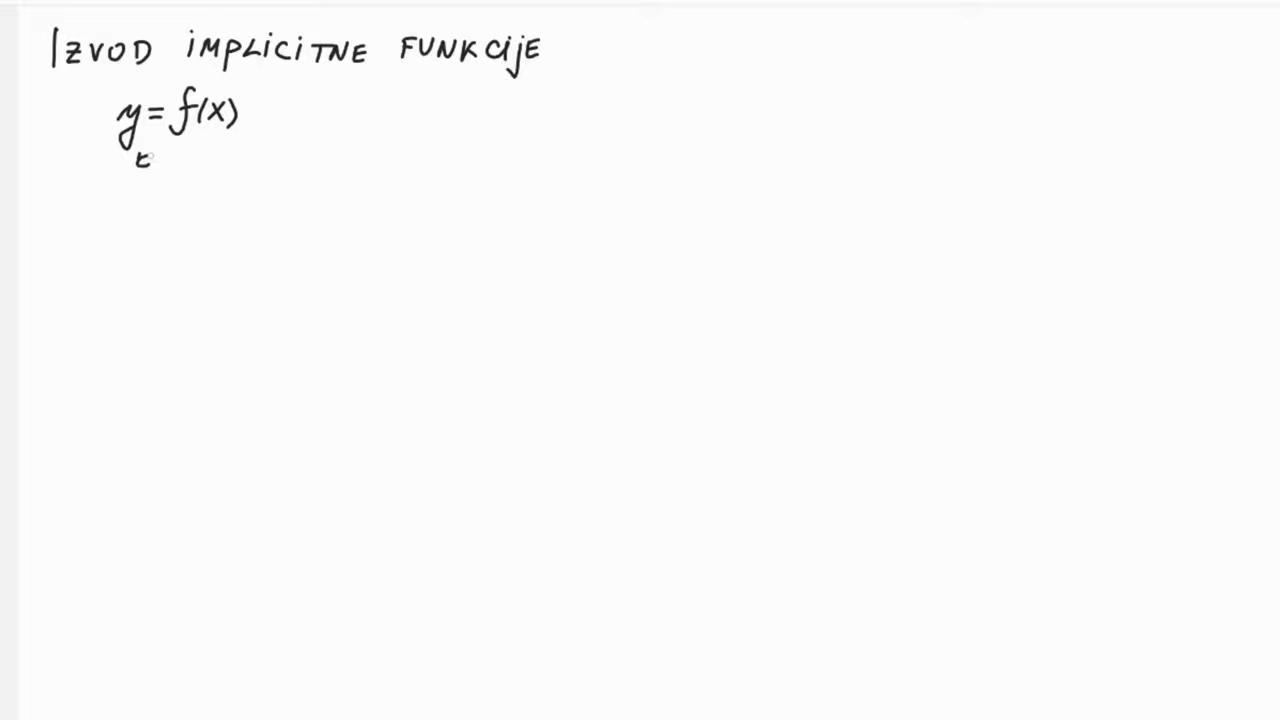 IZVOD IMPLICITNE FUNKCIJE
y = f(x)